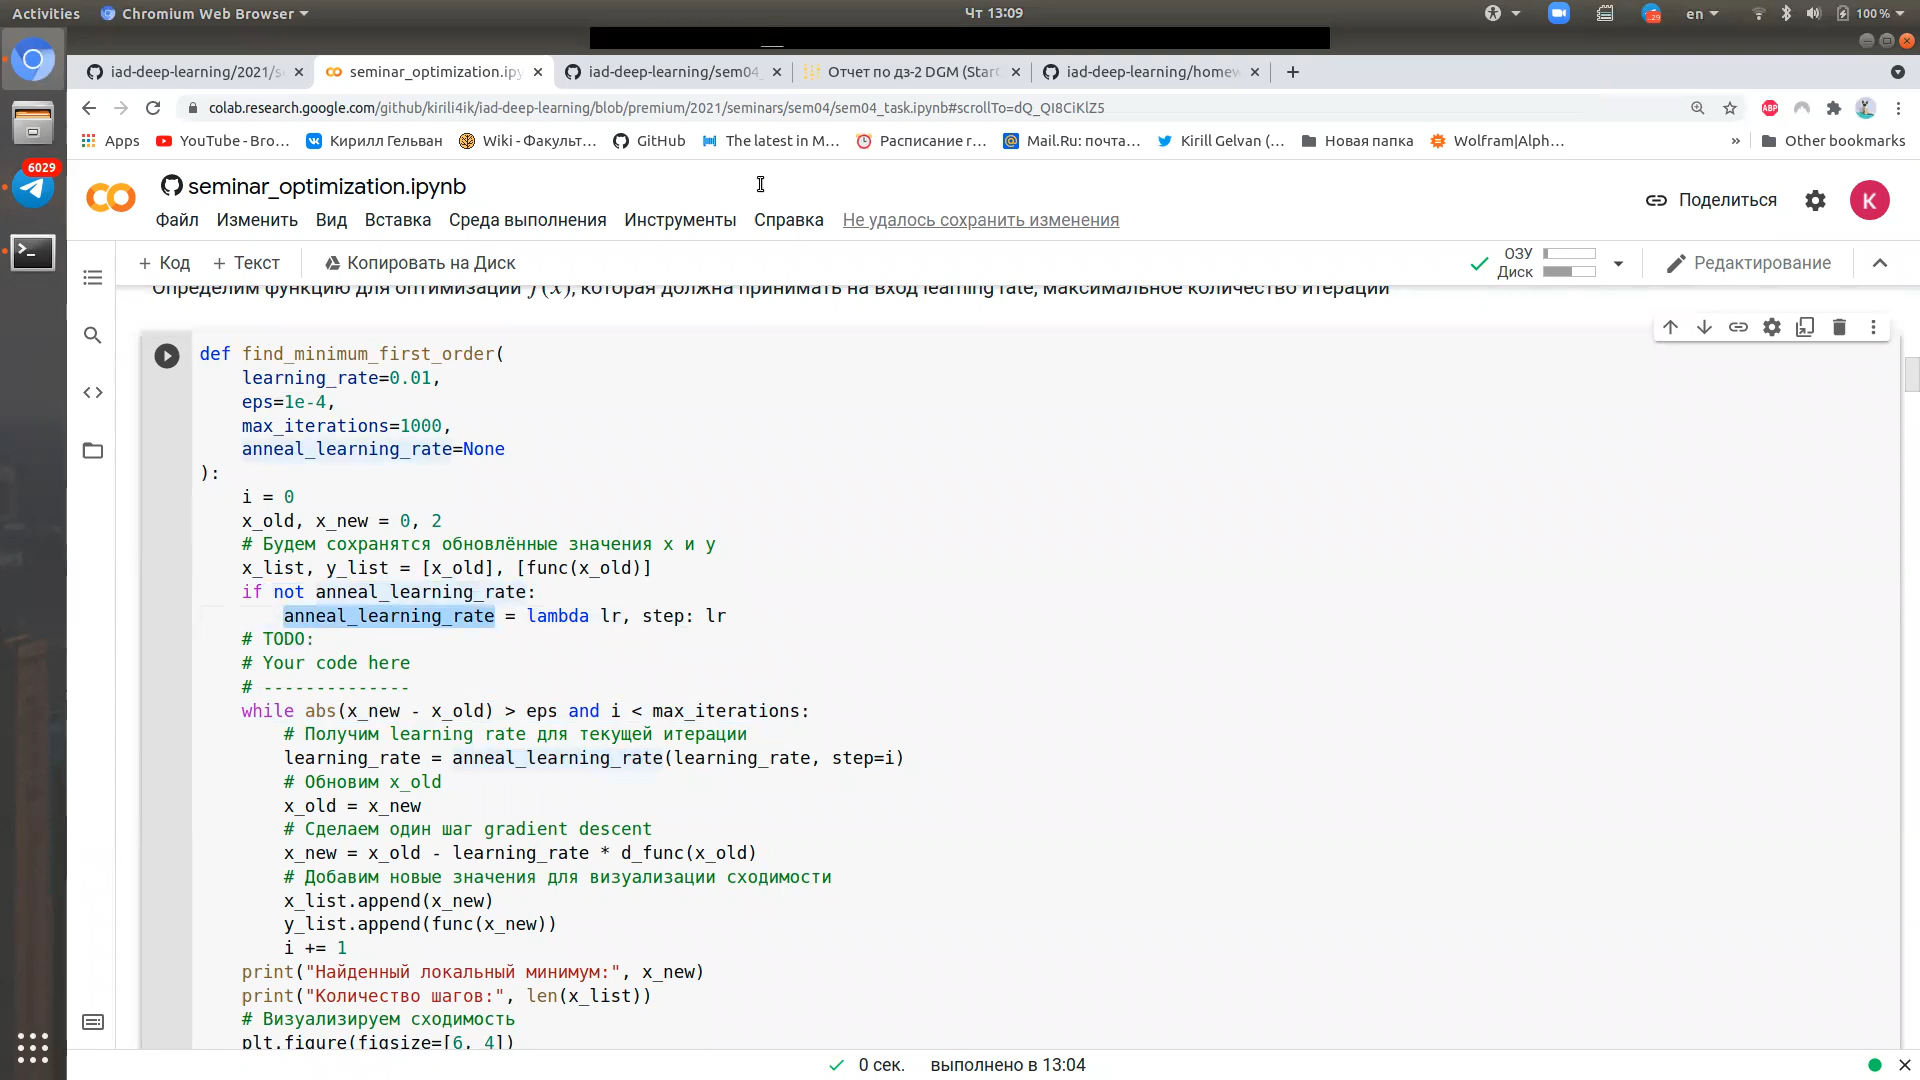 Activities Chromium Web Browser Чт 13:09 29 en 100 %
iad-deep-learning/2021/s seminar_optimization.ipy iad-deep-learning/sem04_ Отчет по дз-2 DGM (Star iad-deep-learning/homew
colab.research.google.com/github/kirili4ik/iad-deep-learning/blob/premium/2021/seminars/sem04/sem04_task.ipynb#scrollTo=dQ_QI8CiKlZ5 ABP
Apps YouTube - Bro... Кирилл Гельван Wiki - Факульт... GitHub The latest in M... Расписание г... Mail.Ru: почта... Kirill Gelvan (... Новая папка Wolfram|Alph... » Other bookmarks
6029
seminar_optimization.ipynb
Файл Изменить Вид Вставка Среда выполнения Инструменты Справка Не удалось сохранить изменения
Поделиться K
+ Код + Текст Копировать на Диск ОЗУ Диск Редактирование
Определим функцию для оптимизации f(x), которая должна принимать на вход learning rate, максимальное количество итераций
def find_minimum_first_order(
learning_rate=0.01,
eps=1e-4,
max_iterations=1000,
anneal_learning_rate=None
):
i = 0
x_old, x_new = 0, 2
# Будем сохранятся обновлённые значения x и y
x_list, y_list = [x_old], [func(x_old)]
if not anneal_learning_rate:
anneal_learning_rate = lambda lr, step: lr
# TODO:
# Your code here
# --------------
while abs(x_new - x_old) > eps and i < max_iterations:
# Получим learning rate для текущей итерации
learning_rate = anneal_learning_rate(learning_rate, step=i)
# Обновим x_old
x_old = x_new
# Сделаем один шаг gradient descent
x_new = x_old - learning_rate * d_func(x_old)
# Добавим новые значения для визуализации сходимости
x_list.append(x_new)
y_list.append(func(x_new))
i += 1
print("Найденный локальный минимум:", x_new)
print("Количество шагов:", len(x_list))
# Визуализируем сходимость
plt.figure(figsize=[6, 4])
0 сек. выполнено в 13:04